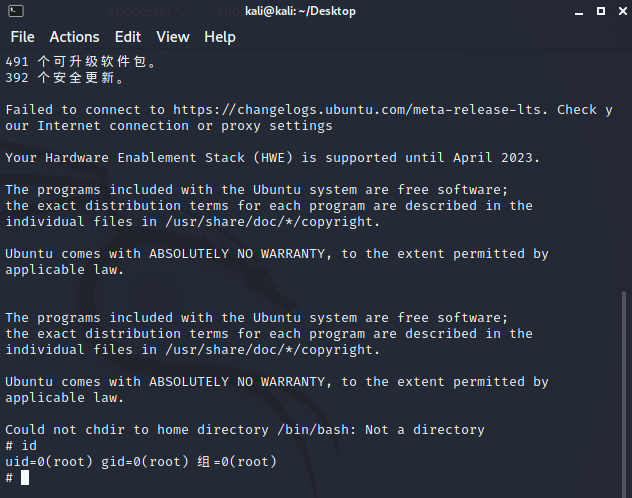 kali@kali: ~/Desktop
File Actions Edit View Help
491 个可升级软件包。
392 个安全更新。
Failed to connect to https://changelogs.ubuntu.com/meta-release-lts. Check y
our Internet connection or proxy settings
Your Hardware Enablement Stack (HWE) is supported until April 2023.
The programs included with the Ubuntu system are free software;
the exact distribution terms for each program are described in the
individual files in /usr/share/doc/*/copyright.
Ubuntu comes with ABSOLUTELY NO WARRANTY, to the extent permitted by
applicable law.
The programs included with the Ubuntu system are free software;
the exact distribution terms for each program are described in the
individual files in /usr/share/doc/*/copyright.
Ubuntu comes with ABSOLUTELY NO WARRANTY, to the extent permitted by
applicable law.
Could not chdir to home directory /bin/bash: Not a directory
# id
uid=0(root) gid=0(root) 组=0(root)
#